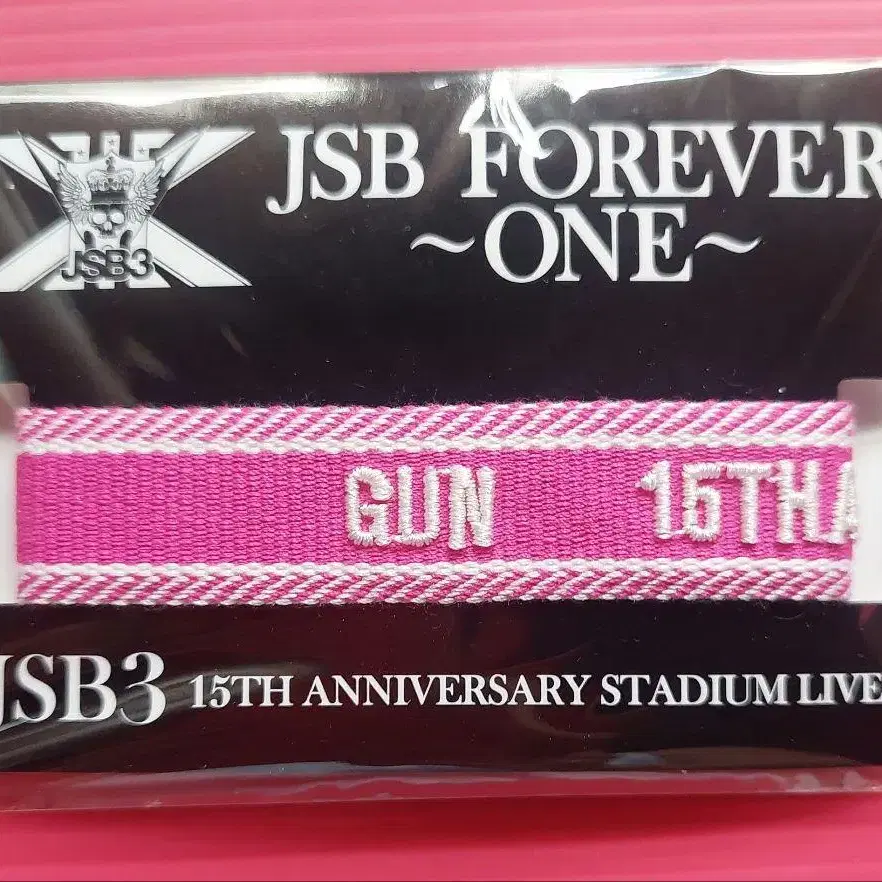 JSB3
JSB FOREVER
~ONE~
GUN 15THA
JSB3 15TH ANNIVERSARY STADIUM LIVE